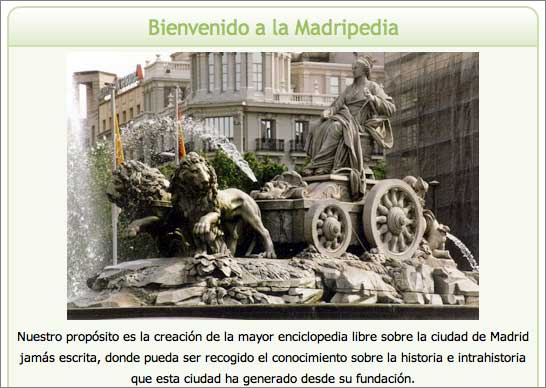 Bienvenido a la Madripedia
Nuestro propósito es la creación de la mayor enciclopedia libre sobre la ciudad de Madrid
jamás escrita, donde pueda ser recogido el conocimiento sobre la historia e intrahistoria
que esta ciudad ha generado desde su fundación.